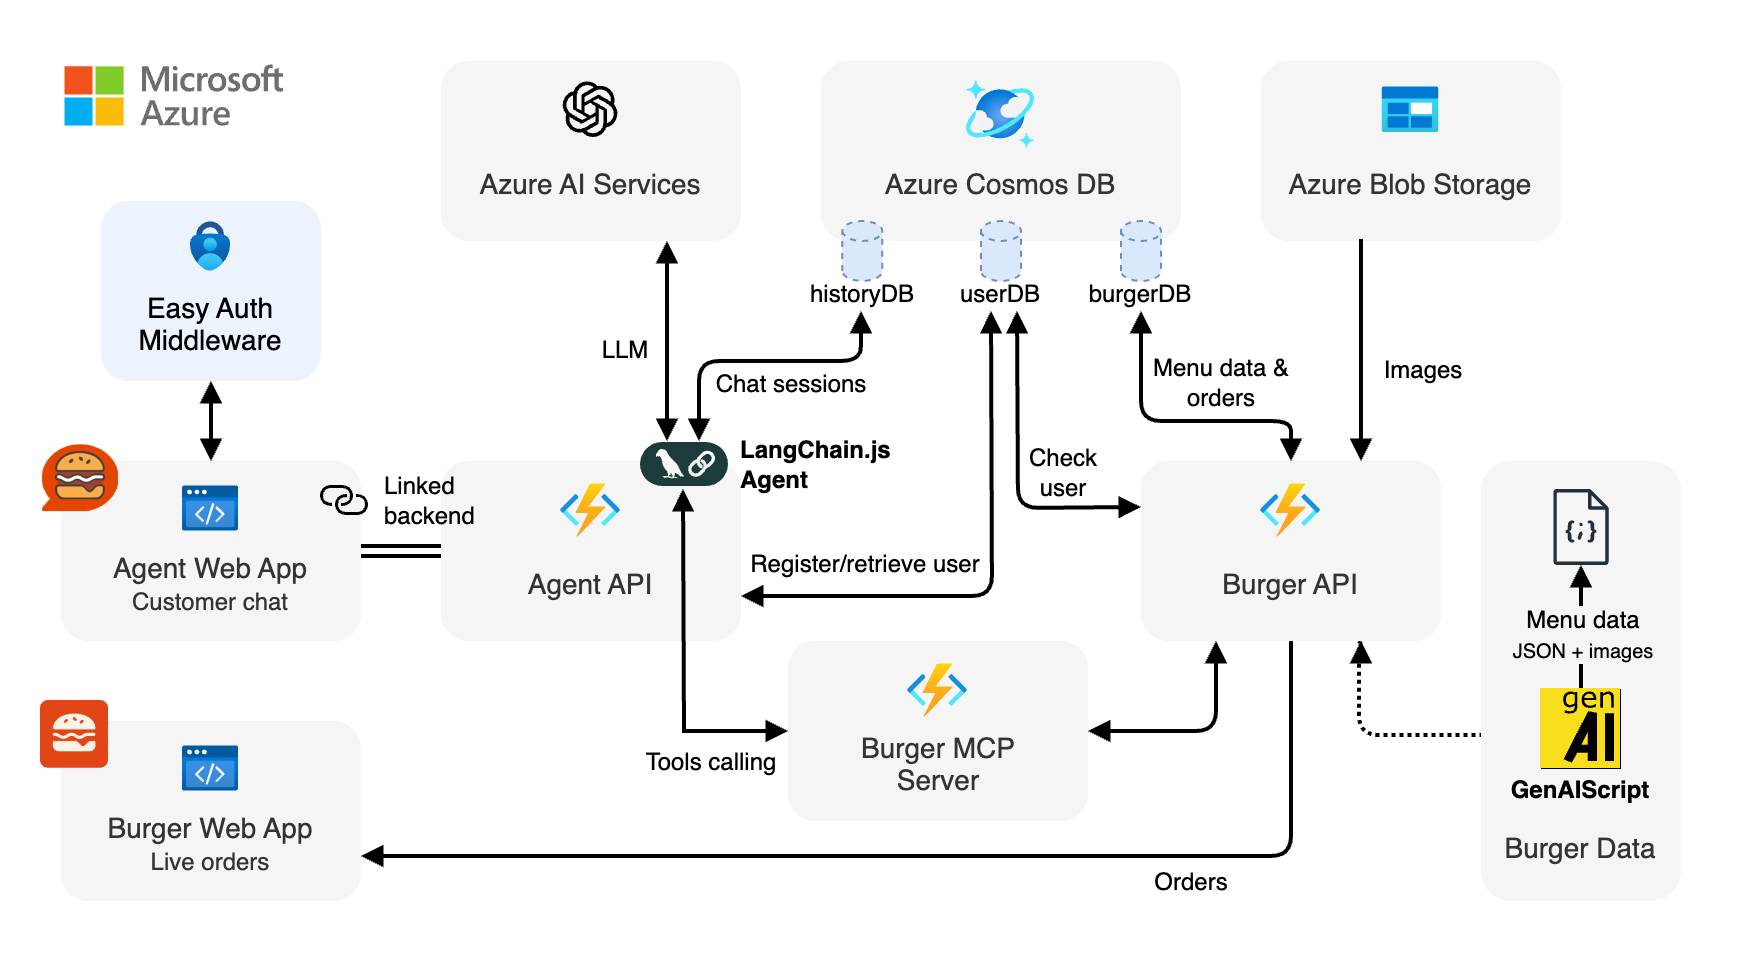 Microsoft
Azure
Azure AI Services
Azure Cosmos DB
Azure Blob Storage
Easy Auth
Middleware
historyDB
userDB
burgerDB
LLM
Chat sessions
Menu data &
orders
Images
LangChain.js
Agent
Check
user
Linked
backend
Agent Web App
Customer chat
Agent API
Register/retrieve user
Burger API
{;}
Menu data
JSON + images
gen
AI
GenAIScript
Burger Data
Tools calling
Burger MCP
Server
</>
Burger Web App
Live orders
Orders